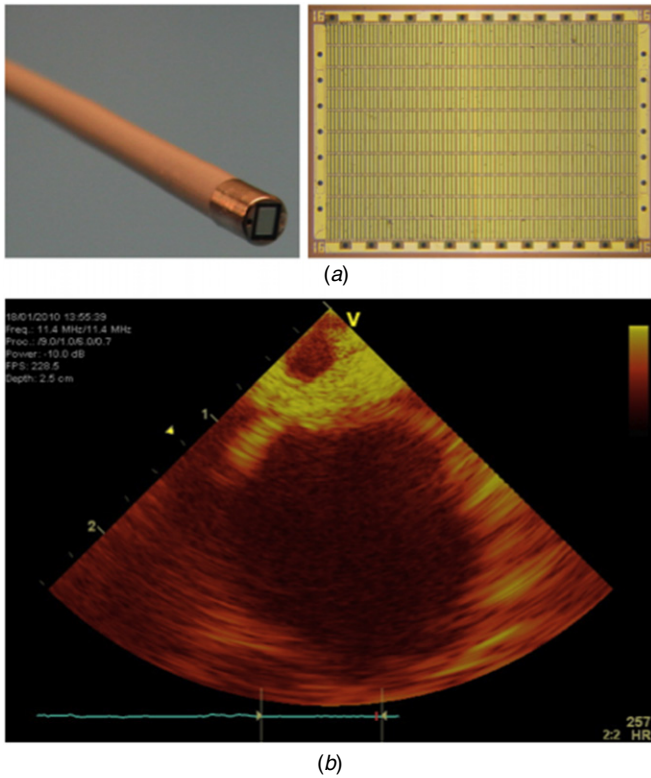 (a)
18/01/2010 13:55:39
Freq.: 11.4 MHz/11.4 MHz
Proc.: /9.0/1.0/6.0/0.7
Power: -10.0 dB
FPS: 228.5
Depth: 2.5 cm
V
1
2
257
2:2 HR
(b)